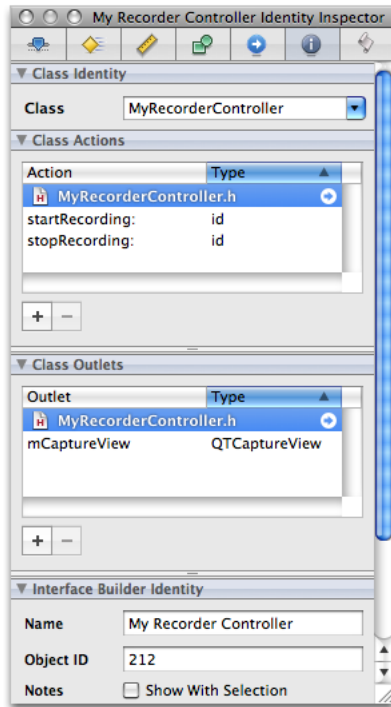 My Recorder Controller Identity Inspector
Class Identity
Class MyRecorderController
Class Actions
Action Type
MyRecorderController.h
startRecording: id
stopRecording: id
+ −
Class Outlets
Outlet Type
MyRecorderController.h
mCaptureView QTCaptureView
+ −
Interface Builder Identity
Name My Recorder Controller
Object ID 212
Notes Show With Selection